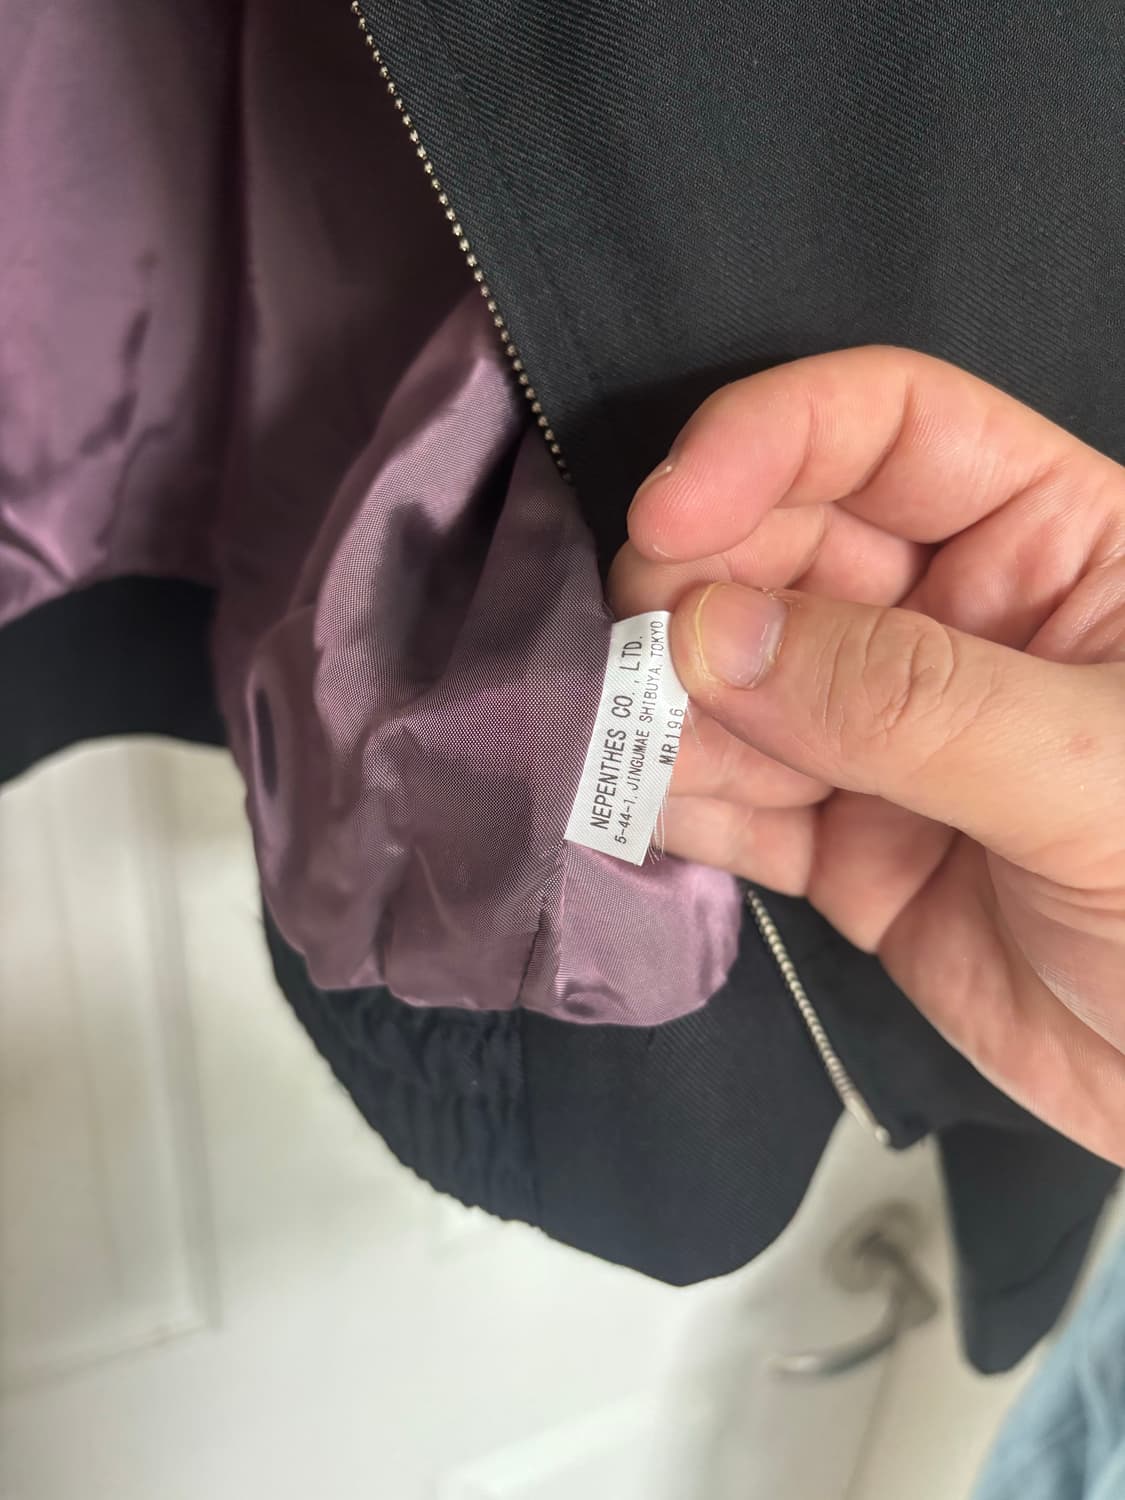 NEPENTHES CO., LTD.
5-44-1, JINGUMAE SHIBUYA, TOKYO
MR196